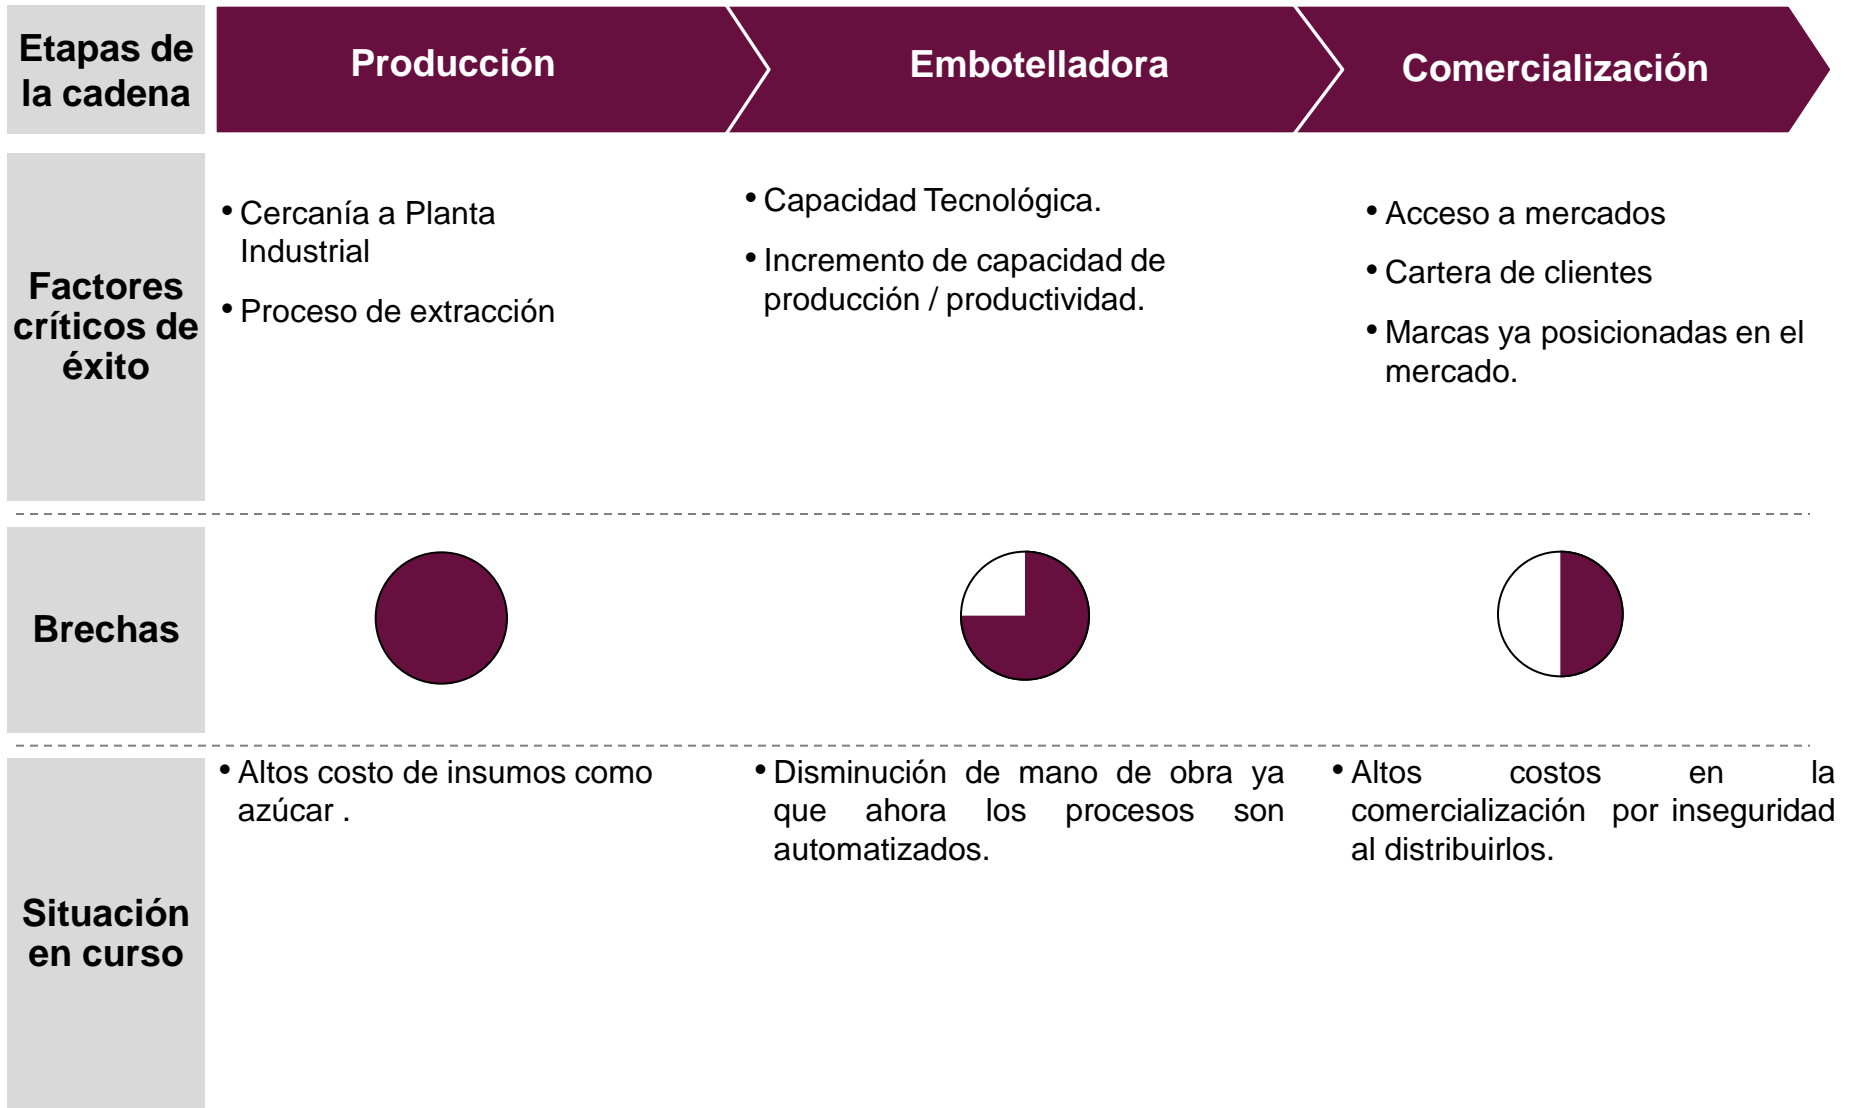 Etapas de
la cadena
Producción
Embotelladora
Comercialización
Factores
críticos de
éxito
• Cercanía a Planta
Industrial
• Proceso de extracción
• Capacidad Tecnológica.
• Incremento de capacidad de
producción / productividad.
• Acceso a mercados
• Cartera de clientes
• Marcas ya posicionadas en el
mercado.
Brechas
Situación
en curso
• Altos costo de insumos como
azúcar .
• Disminución de mano de obra ya
que ahora los procesos son
automatizados.
• Altos costos en la
comercialización por inseguridad
al distribuirlos.